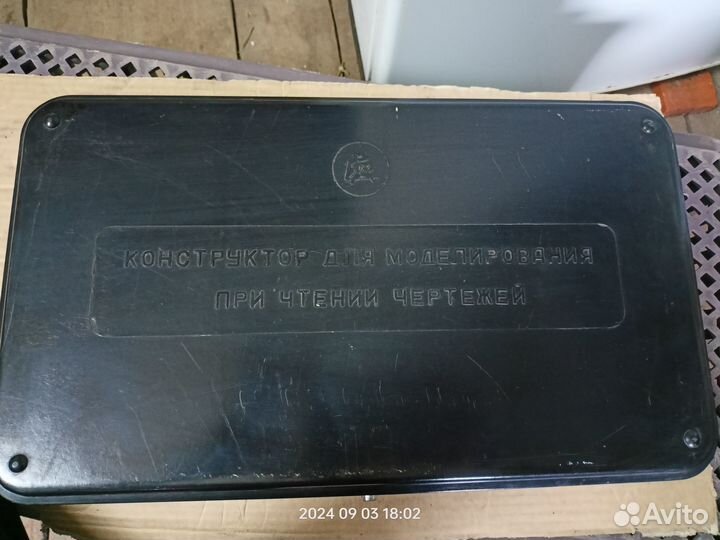 КОНСТРУКТОР ДЛЯ МОДЕЛИРОВАНИЯ
ПРИ ЧТЕНИИ ЧЕРТЕЖЕЙ
2024 09 03 18:02
Avito